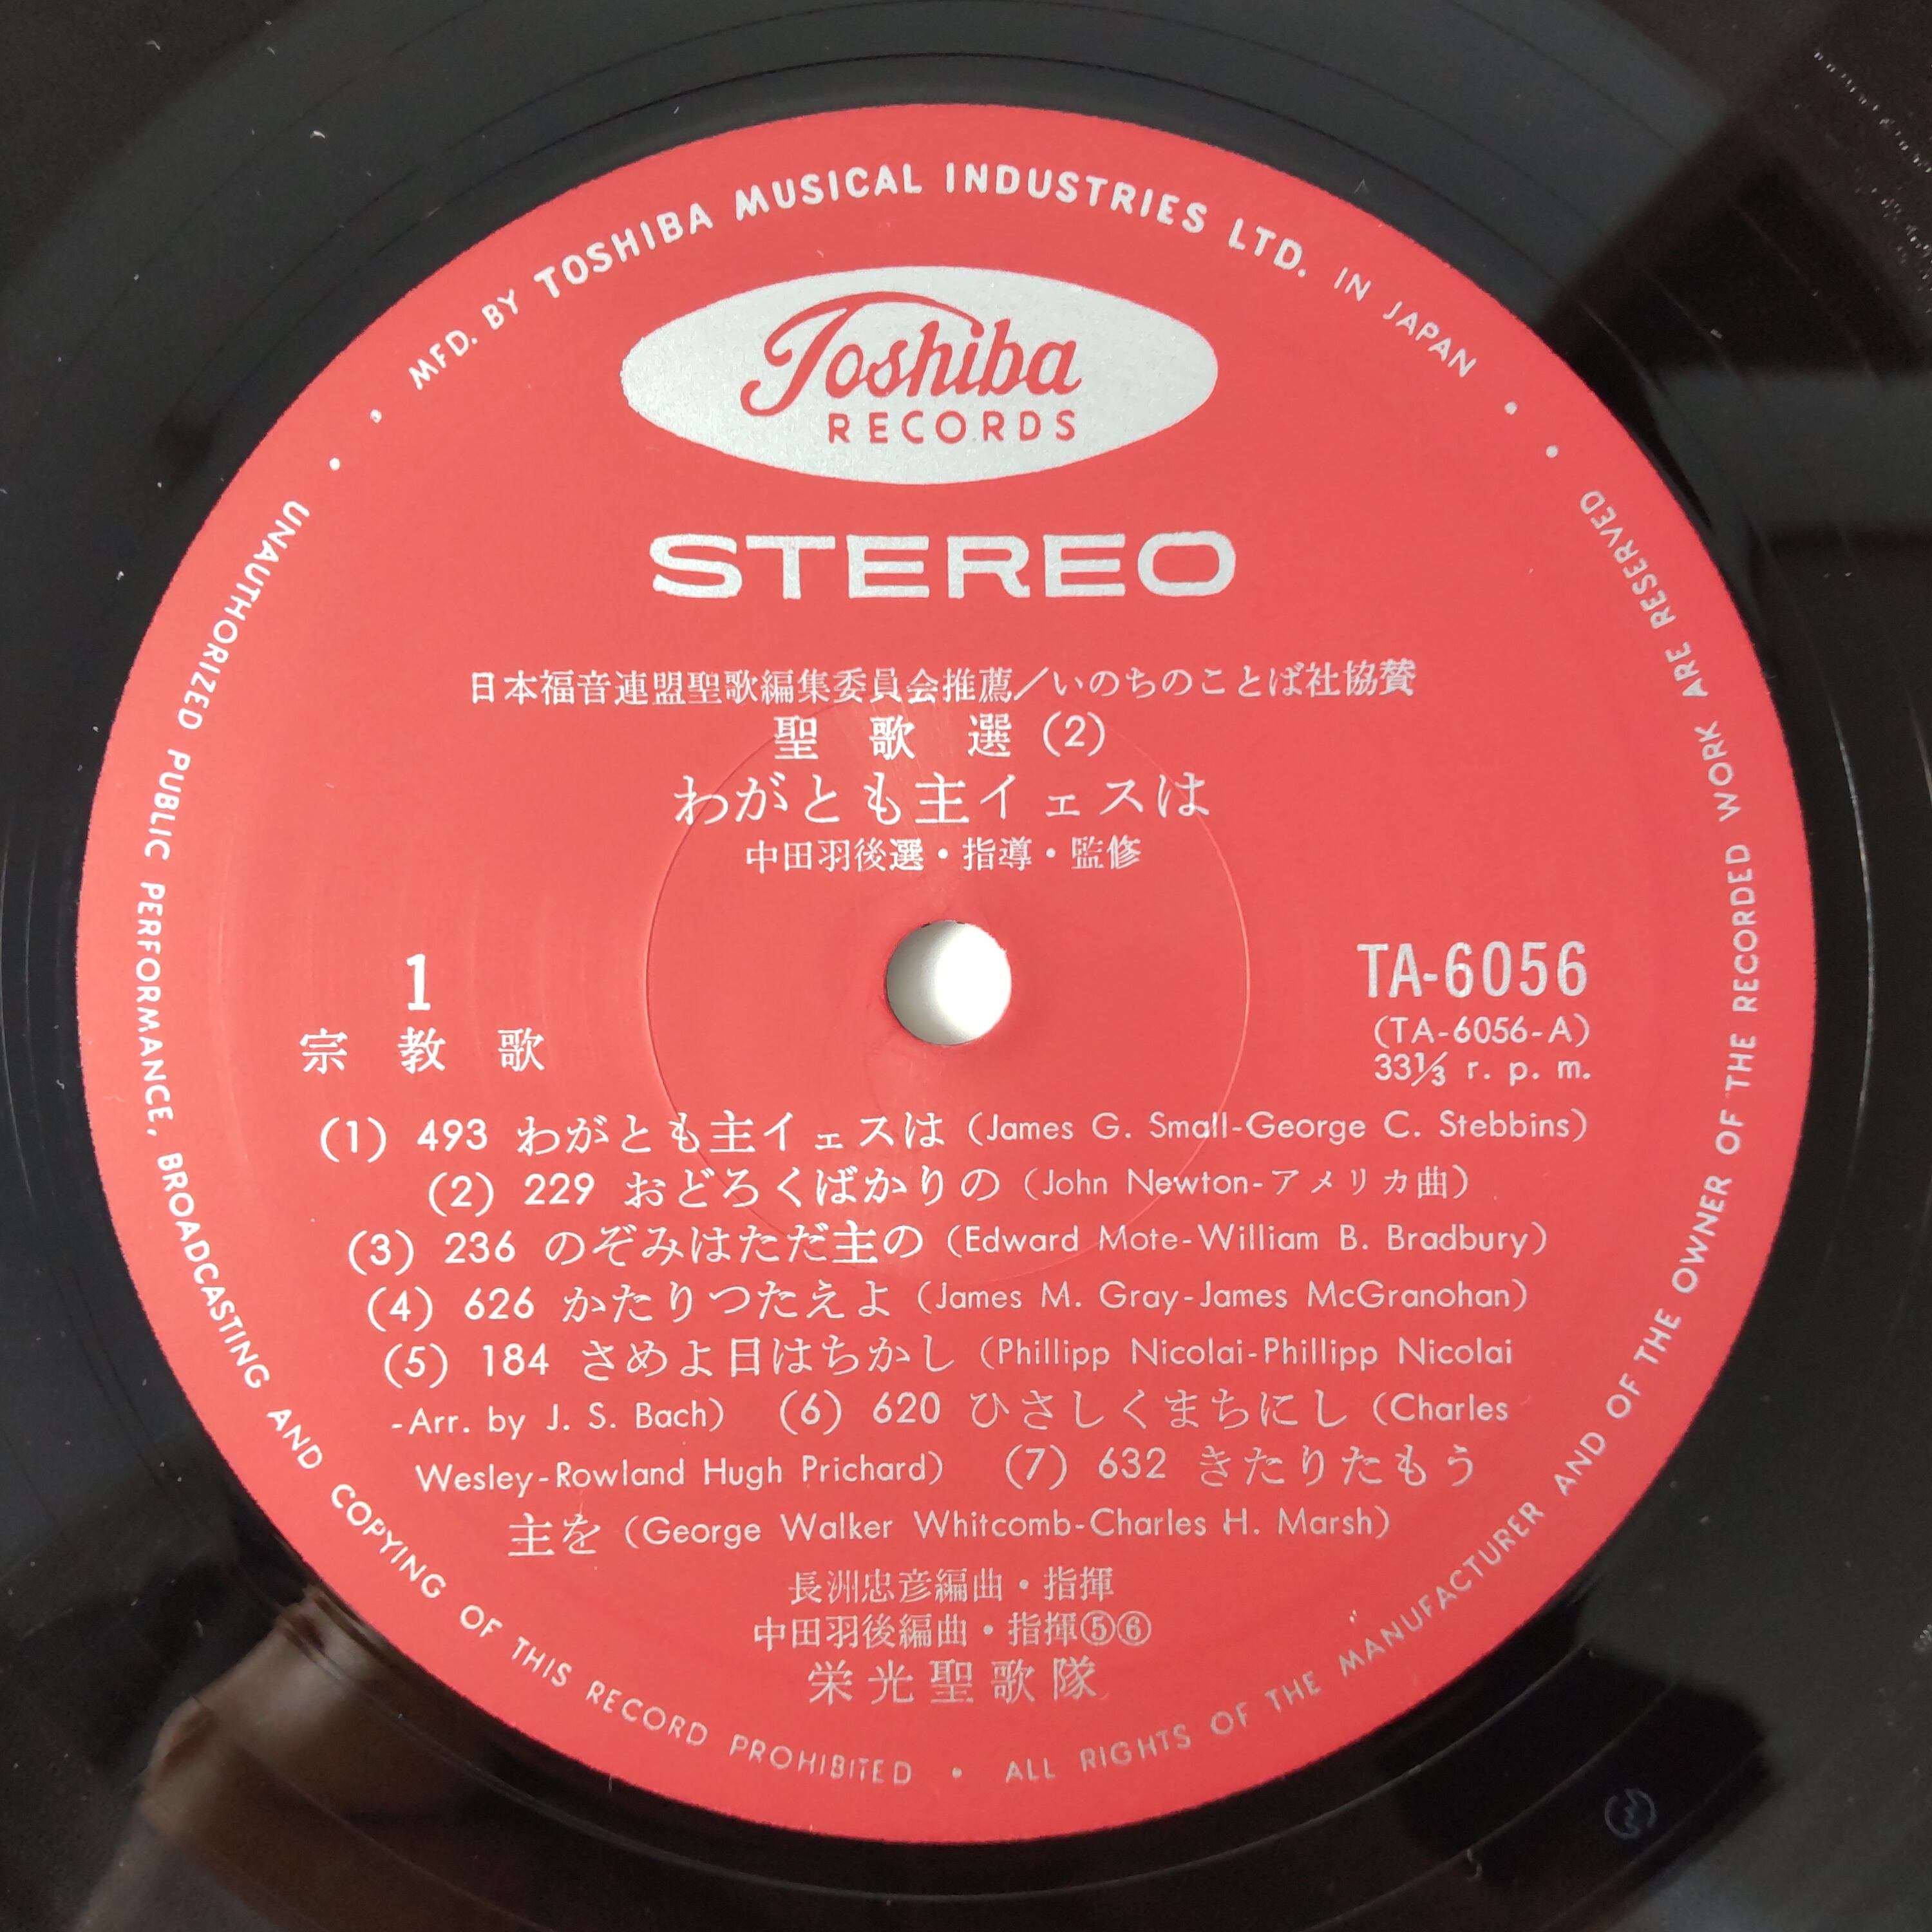 MFD. BY TOSHIBA MUSICAL INDUSTRIES LTD. IN JAPAN
Toshiba
RECORDS
STEREO
日本福音連盟聖歌編集委員会推薦／いのちのことば社協賛
聖歌選(2)
わがとも主イェスは
中田羽後選・指導・監修
1
宗教歌
TA-6056
(TA-6056-A)
33⅓ r. p. m.
(1) 493 わがとも主イェスは (James G. Small-George C. Stebbins)
(2) 229 おどろくばかりの (John Newton-アメリカ曲)
(3) 236 のぞみはただ主の (Edward Mote-William B. Bradbury)
(4) 626 かたりつたえよ (James M. Gray-James McGranohan)
(5) 184 さめよ日はちかし (Phillipp Nicolai-Phillipp Nicolai
-Arr. by J. S. Bach) (6) 620 ひさしくまちにし (Charles
Wesley-Rowland Hugh Prichard) (7) 632 きたりたもう
主を (George Walker Whitcomb-Charles H. Marsh)
長洲忠彦編曲・指揮
中田羽後編曲・指揮⑤⑥
栄光聖歌隊
UNAUTHORIZED PUBLIC PERFORMANCE, BROADCASTING AND COPYING OF THIS RECORD PROHIBITED • ALL RIGHTS OF THE MANUFACTURER AND OF THE OWNER OF THE RECORDED WORK ARE RESERVED